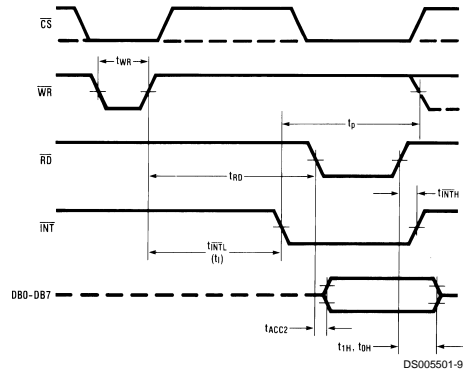 CS
tWR
WR
tp
RD
tRD
tINTH
INT
tINTL
(tI)
DB0-DB7
tACC2
t1H, t0H
DS005501-9